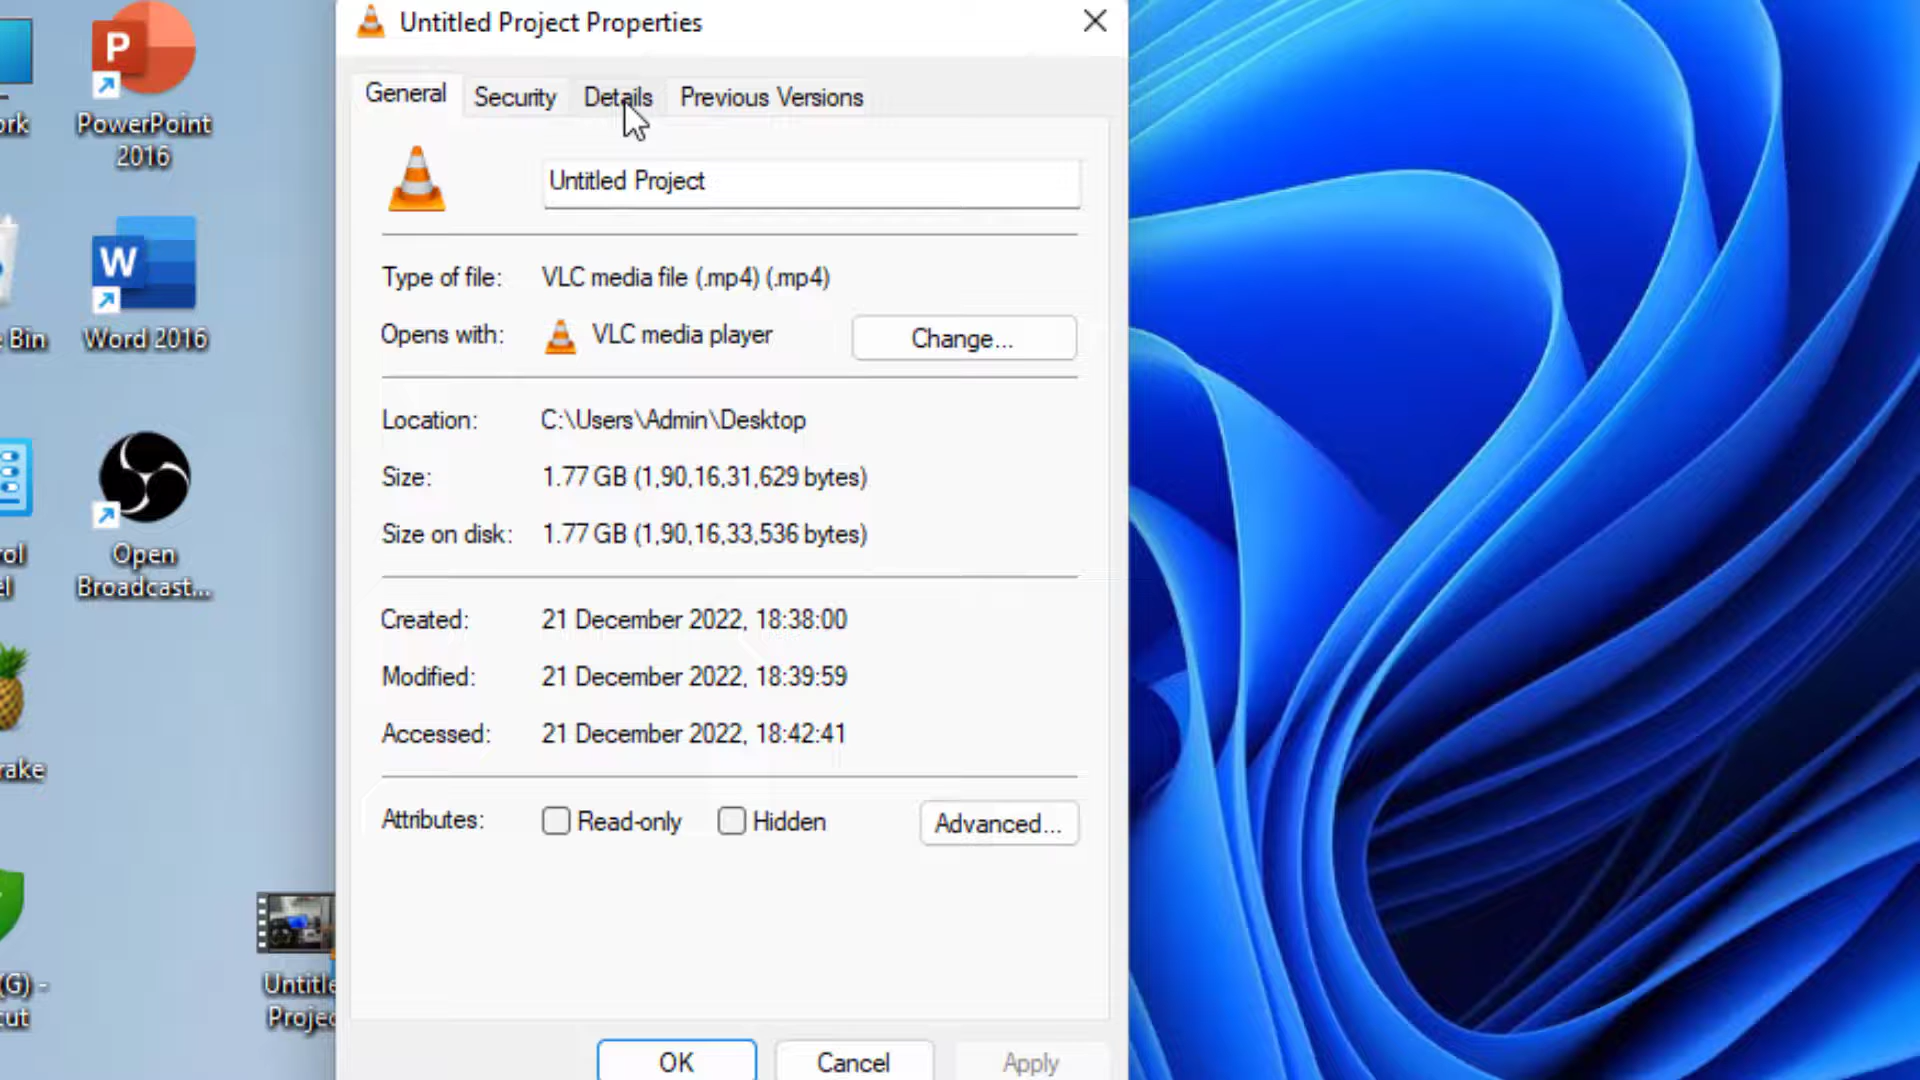 Untitled Project Properties
General
Security
Details
Previous Versions
Untitled Project
Type of file:
VLC media file (.mp4) (.mp4)
Opens with:
VLC media player
Change...
Location:
C:\Users\Admin\Desktop
Size:
1.77 GB (1,90,16,31,629 bytes)
Size on disk:
1.77 GB (1,90,16,33,536 bytes)
Created:
21 December 2022, 18:38:00
Modified:
21 December 2022, 18:39:59
Accessed:
21 December 2022, 18:42:41
Attributes:
Read-only
Hidden
Advanced...
OK
Cancel
Apply
ork
P
PowerPoint
2016
Bin
W
Word 2016
rol
el
Open
Broadcast...
rake
(G) -
cut
Untitle
Projec